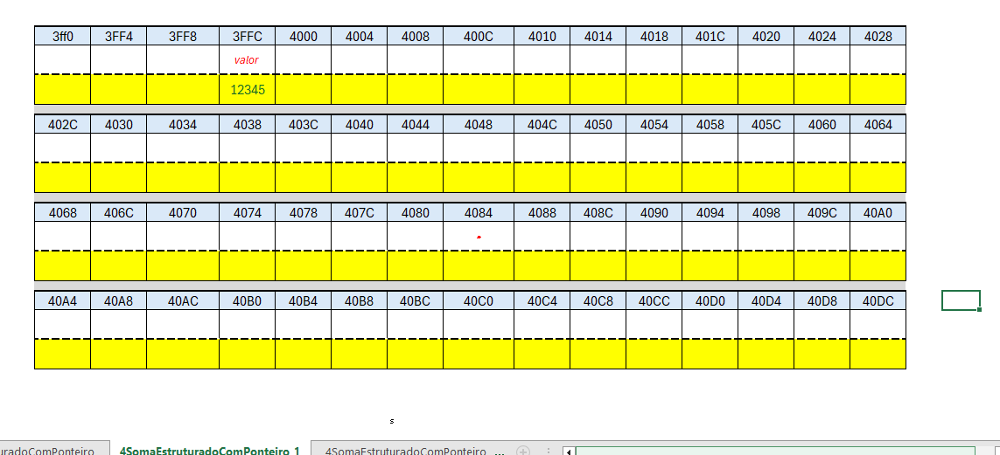 3ff0 3FF4 3FF8 3FFC 4000 4004 4008 400C 4010 4014 4018 401C 4020 4024 4028
valor
12345
402C 4030 4034 4038 403C 4040 4044 4048 404C 4050 4054 4058 405C 4060 4064
4068 406C 4070 4074 4078 407C 4080 4084 4088 408C 4090 4094 4098 409C 40A0
40A4 40A8 40AC 40B0 40B4 40B8 40BC 40C0 40C4 40C8 40CC 40D0 40D4 40D8 40DC
s
uradoComPonteiro 4SomaEstruturadoComPonteiro_1 4SomaEstruturadoComPonteiro ...